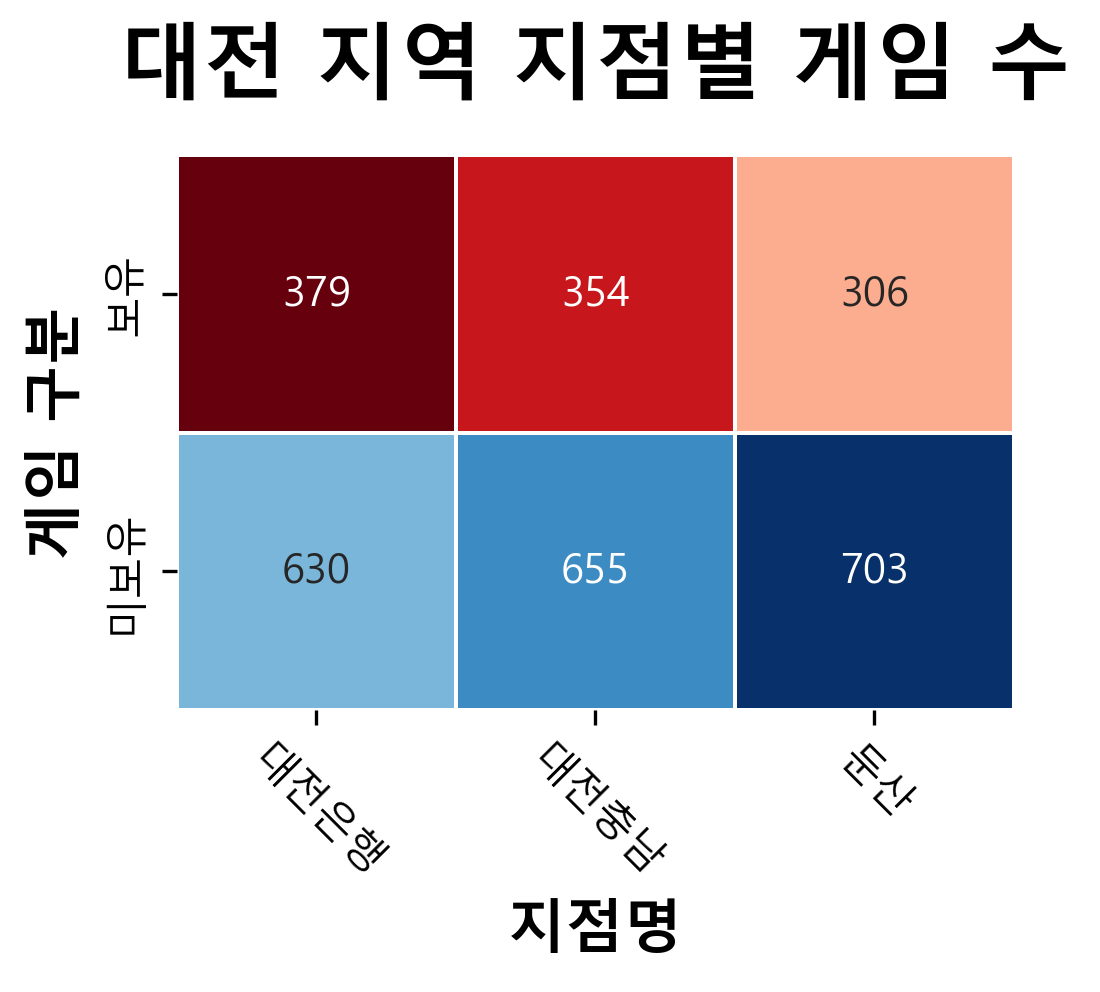 대전 지역 지점별 게임 수
게임 구분
보유
379 354 306
미보유
630 655 703
대전은행 대전충남 둔산
지점명